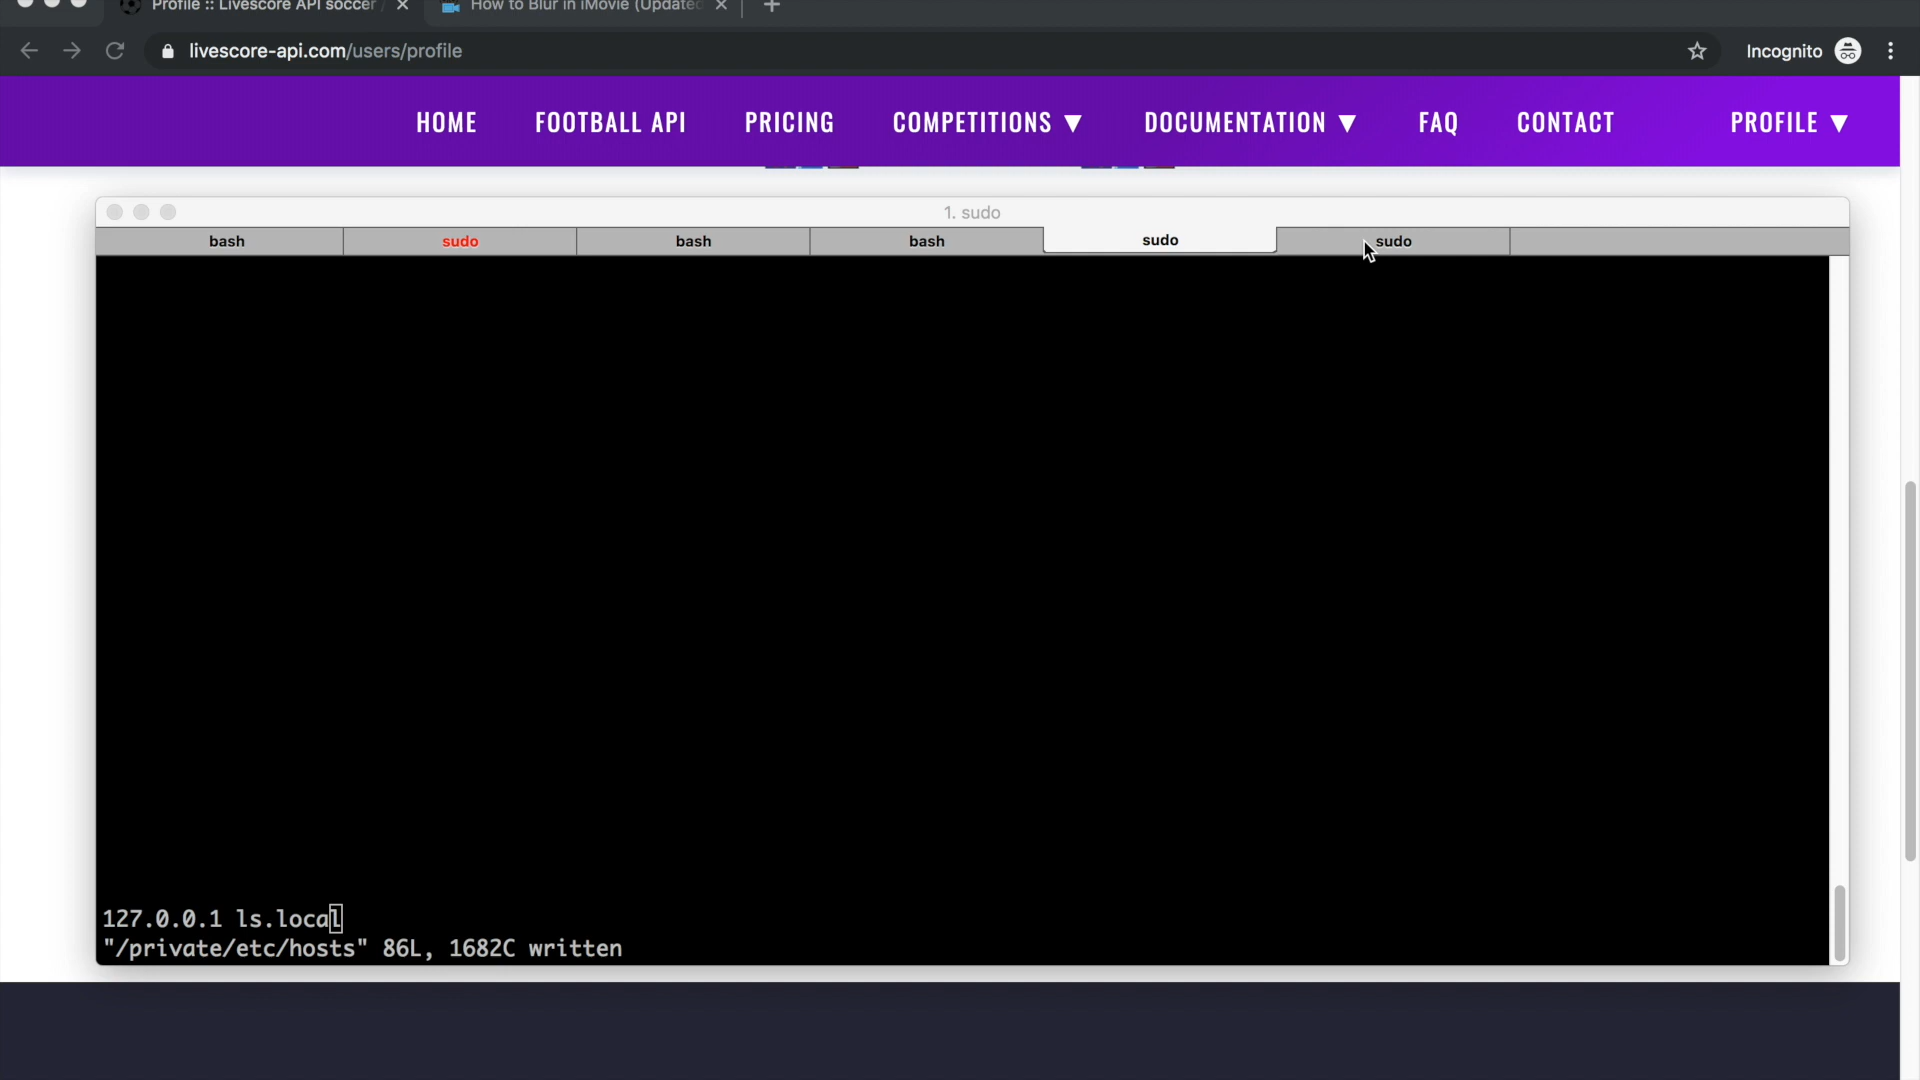 Profile :: Livescore API soccer
How to Blur in iMovie (Updated
livescore-api.com/users/profile
Incognito
HOME FOOTBALL API PRICING COMPETITIONS ▼ DOCUMENTATION ▼ FAQ CONTACT PROFILE ▼
1. sudo
bash sudo bash bash sudo sudo
127.0.0.1 ls.local
"/private/etc/hosts" 86L, 1682C written